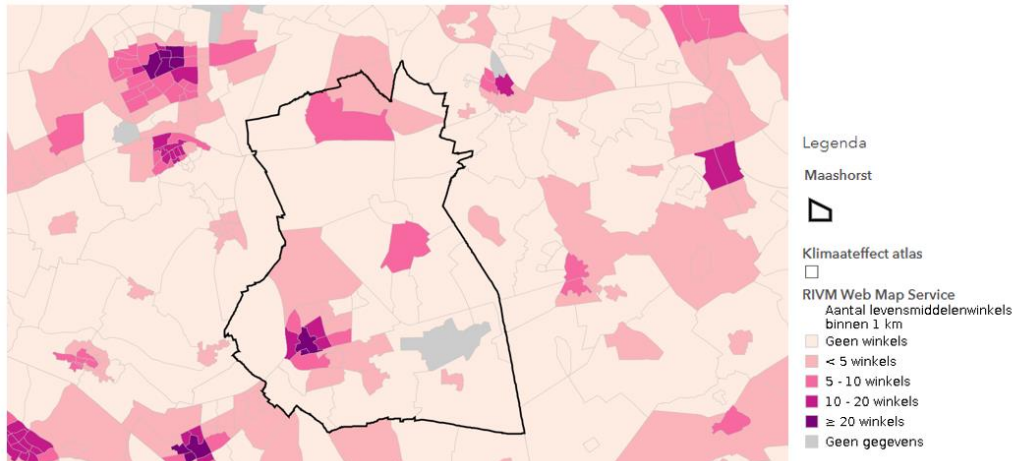 Legenda
Maashorst
Klimaateffect atlas
RIVM Web Map Service
Aantal levensmiddelenwinkels
binnen 1 km
Geen winkels
< 5 winkels
5 - 10 winkels
10 - 20 winkels
≥ 20 winkels
Geen gegevens